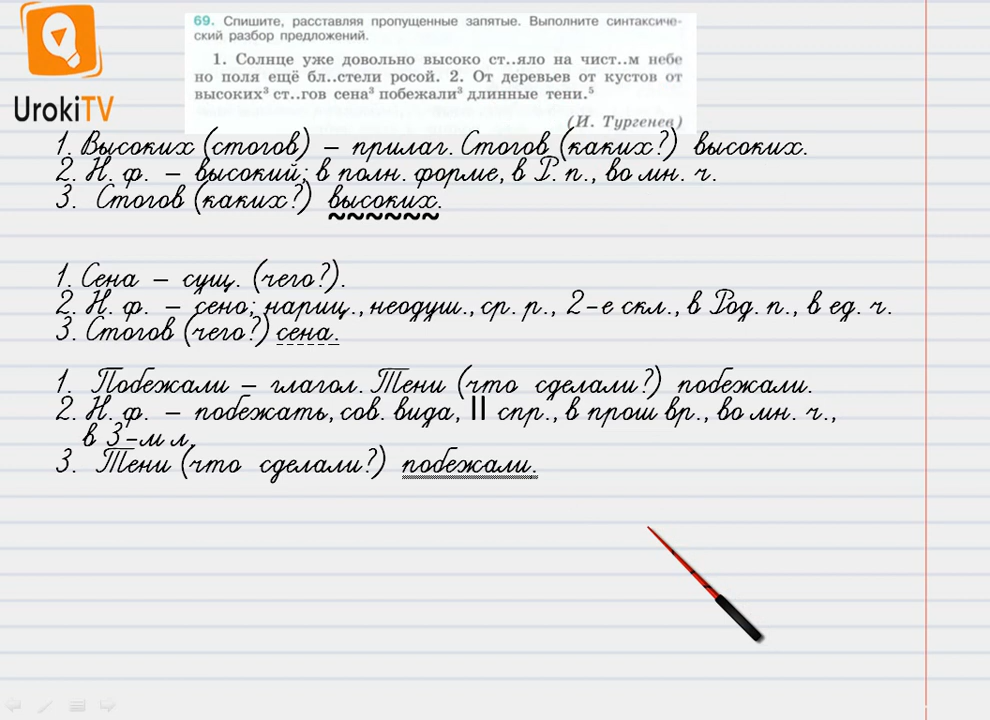 69. Спишите, расставляя пропущенные запятые. Выполните синтаксиче-
ский разбор предложений.
1. Солнце уже довольно высоко ст..яло на чист..м небе
но поля ещё бл..стели росой. 2. От деревьев от кустов от
высоких³ ст..гов сена³ побежали³ длинные тени.⁵
(И. Тургенев)
UrokiTV
1. Высоких (стогов) – прилаг. Стогов (каких?) высоких.
2. Н. ф. – высокий; в полн. форме, в Р. п., во мн. ч.
3. Стогов (каких?) высоких.
1. Сена – сущ. (чего?).
2. Н. ф. – сено; нариц., неодуш., ср. р., 2-е скл., в Род. п., в ед. ч.
3. Стогов (чего?) сена.
1. Побежали – глагол. Тени (что сделали?) побежали.
2. Н. ф. – побежать, сов. вида, II спр., в прош вр., во мн. ч.,
в 3-м л.
3. Тени (что сделали?) побежали.